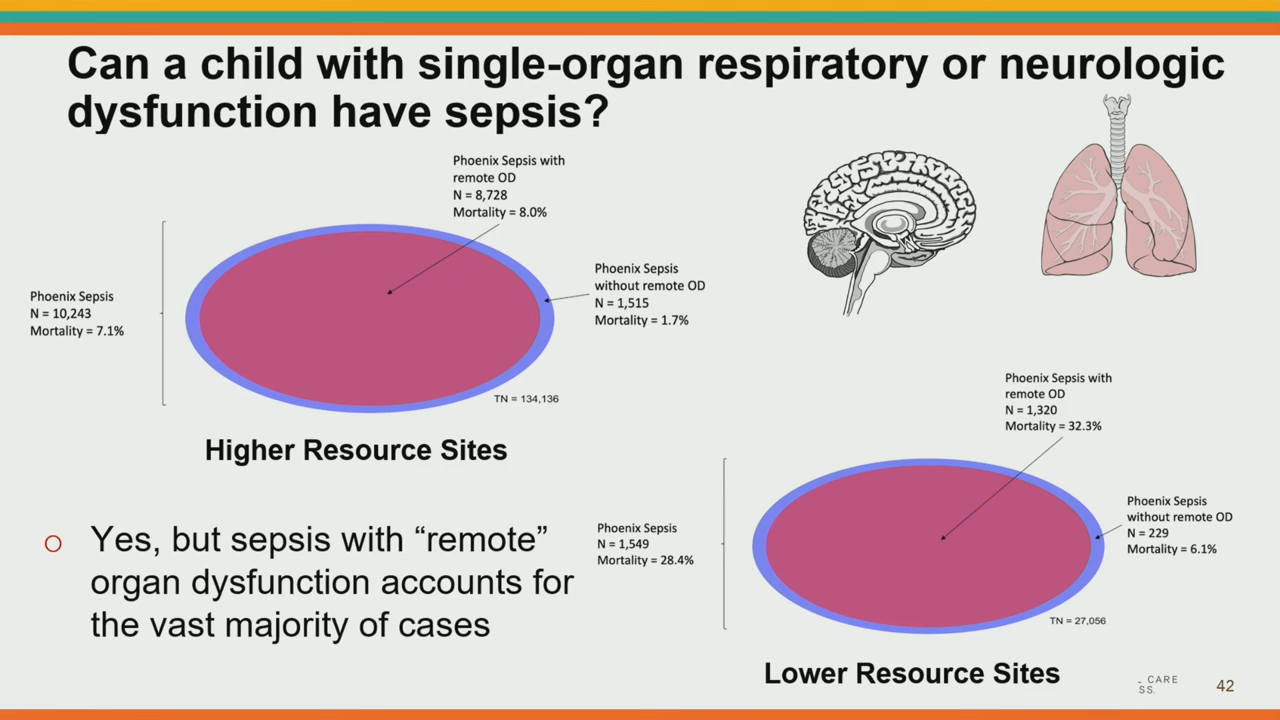 Can a child with single-organ respiratory or neurologic
dysfunction have sepsis?
Phoenix Sepsis with
remote OD
N = 8,728
Mortality = 8.0%
Phoenix Sepsis
without remote OD
N = 1,515
Mortality = 1.7%
Phoenix Sepsis
N = 10,243
Mortality = 7.1%
TN = 134,136
Higher Resource Sites
Yes, but sepsis with “remote”
organ dysfunction accounts for
the vast majority of cases
Phoenix Sepsis with
remote OD
N = 1,320
Mortality = 32.3%
Phoenix Sepsis
without remote OD
N = 229
Mortality = 6.1%
Phoenix Sepsis
N = 1,549
Mortality = 28.4%
TN = 27,056
Lower Resource Sites
CARE
SS.
42